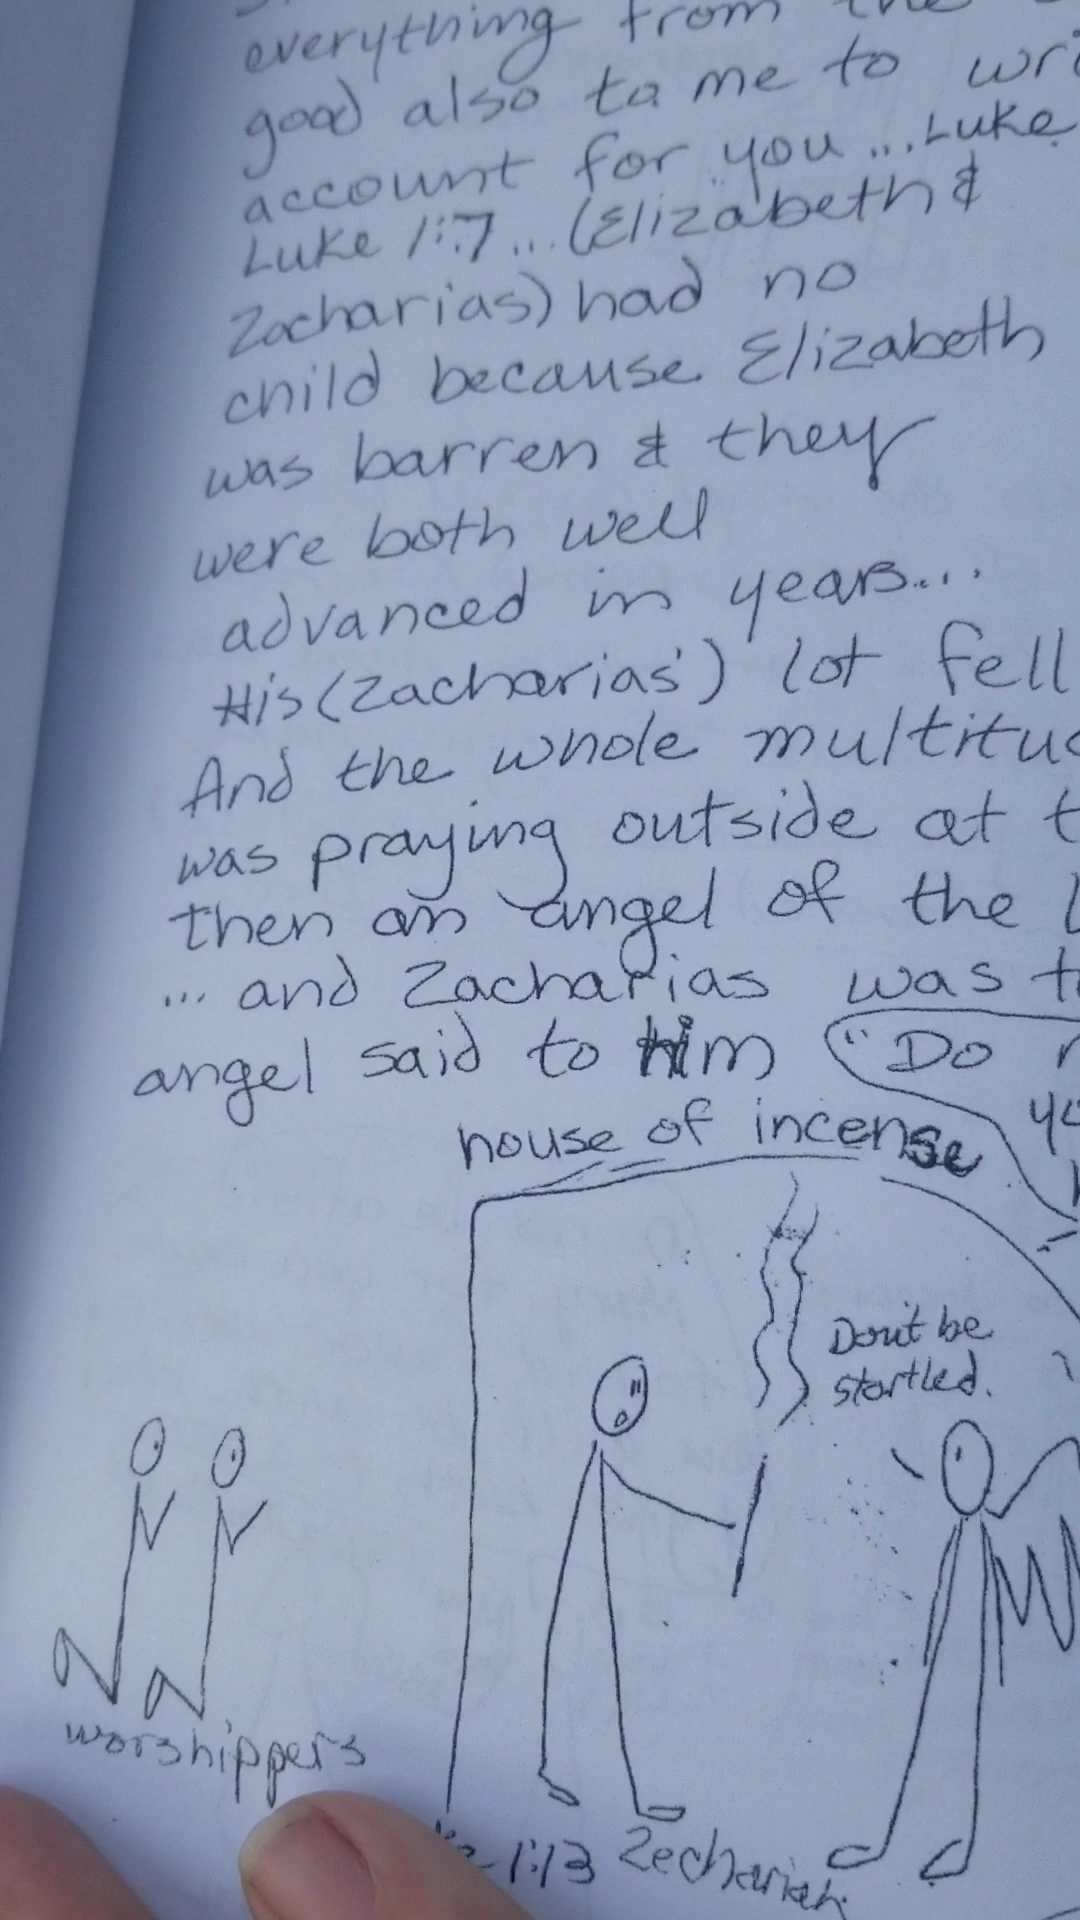 everything from the
good also to me to
account for you ... Luke
Luke 1:7 ... (Elizabeth &
Zacharias) had no
child because Elizabeth
was barren & they
were both well
advanced in years...
His (Zacharias') lot fell
And the whole
was praying outside at
then an angel of the
... and Zacharias was
angel said to him "Do
house of incense
Don't be
startled.
worshippers
1:13 Zechariah